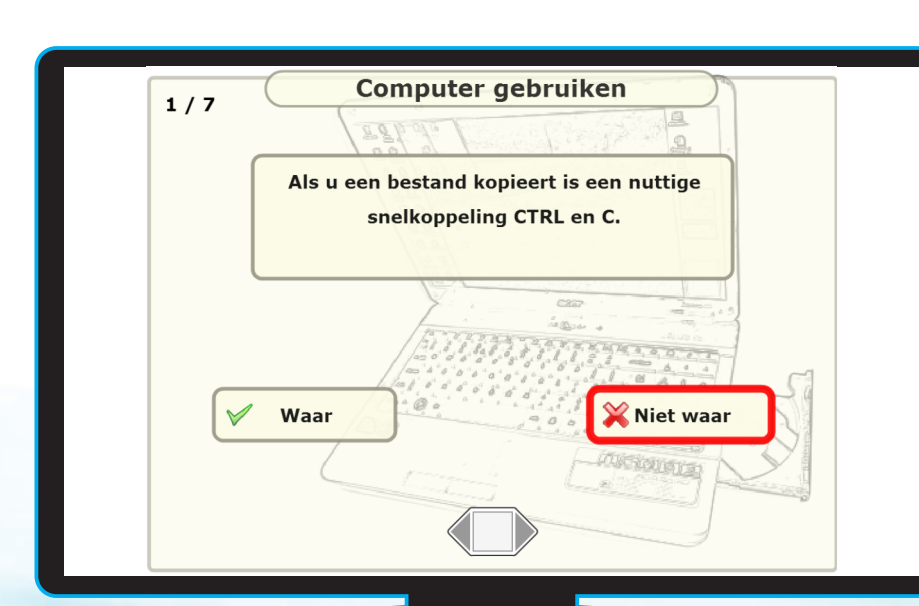 Computer gebruiken
1 / 7
Als u een bestand kopieert is een nuttige
snelkoppeling CTRL en C.
Waar
Niet waar